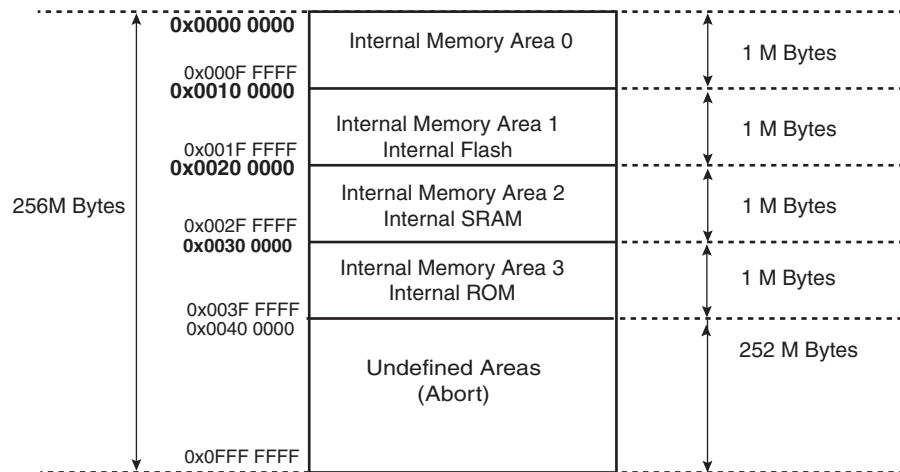 0x0000 0000
Internal Memory Area 0
1 M Bytes
0x000F FFFF
0x0010 0000
Internal Memory Area 1
Internal Flash
1 M Bytes
0x001F FFFF
0x0020 0000
256M Bytes
Internal Memory Area 2
Internal SRAM
1 M Bytes
0x002F FFFF
0x0030 0000
Internal Memory Area 3
Internal ROM
1 M Bytes
0x003F FFFF
0x0040 0000
Undefined Areas
(Abort)
252 M Bytes
0x0FFF FFFF